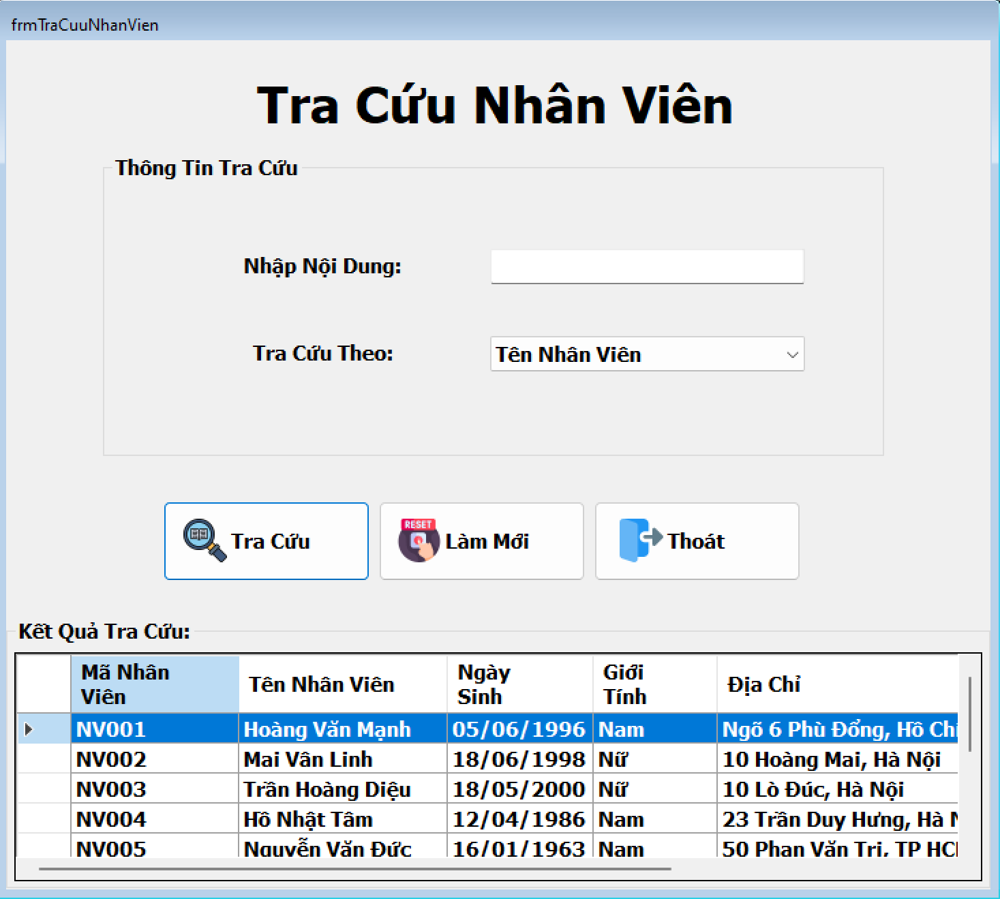 frmTraCuuNhanVien
Tra Cứu Nhân Viên
Thông Tin Tra Cứu
Nhập Nội Dung:
Tra Cứu Theo: Tên Nhân Viên
Tra Cứu RESET Làm Mới Thoát
Kết Quả Tra Cứu:
Mã Nhân Viên Tên Nhân Viên Ngày Sinh Giới Tính Địa Chỉ
NV001 Hoàng Văn Mạnh 05/06/1996 Nam Ngõ 6 Phù Đổng, Hồ Chi
NV002 Mai Vân Linh 18/06/1998 Nữ 10 Hoàng Mai, Hà Nội
NV003 Trần Hoàng Diệu 18/05/2000 Nữ 10 Lò Đúc, Hà Nội
NV004 Hồ Nhật Tâm 12/04/1986 Nam 23 Trần Duy Hưng, Hà
NV005 Nguyễn Văn Đức 16/01/1963 Nam 50 Phan Văn Trị, TP